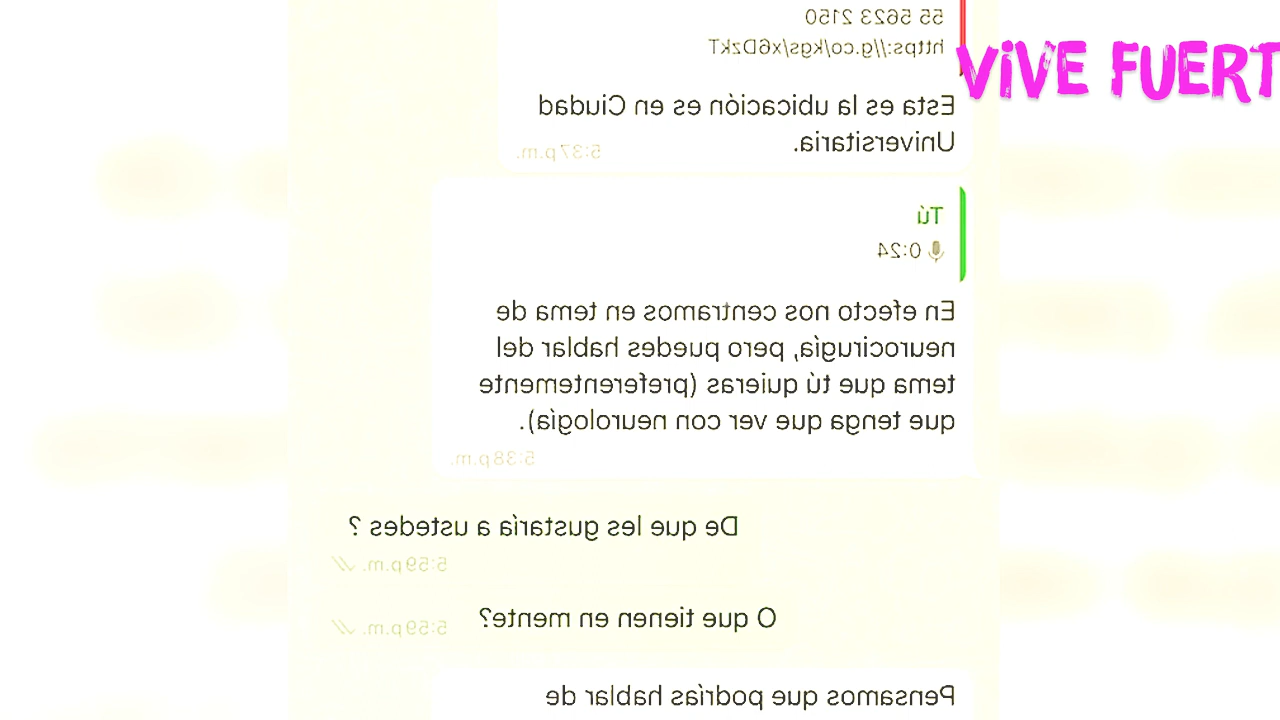 55 5623 2150
https://g.co/kgs/x6DzkT
VIVE FUERT
Esta es la ubicación es en Ciudad
Universitaria.
5:37 p.m.
Tú
0:24
En efecto nos centramos en tema de
neurocirugía, pero puedes hablar del
tema que tú quieras (preferentemente
que tenga que ver con neurología).
5:38 p.m.
De que les gustaría a ustedes ?
5:59 p.m.
O que tienen en mente?
5:59 p.m.
Pensamos que podrías hablar de